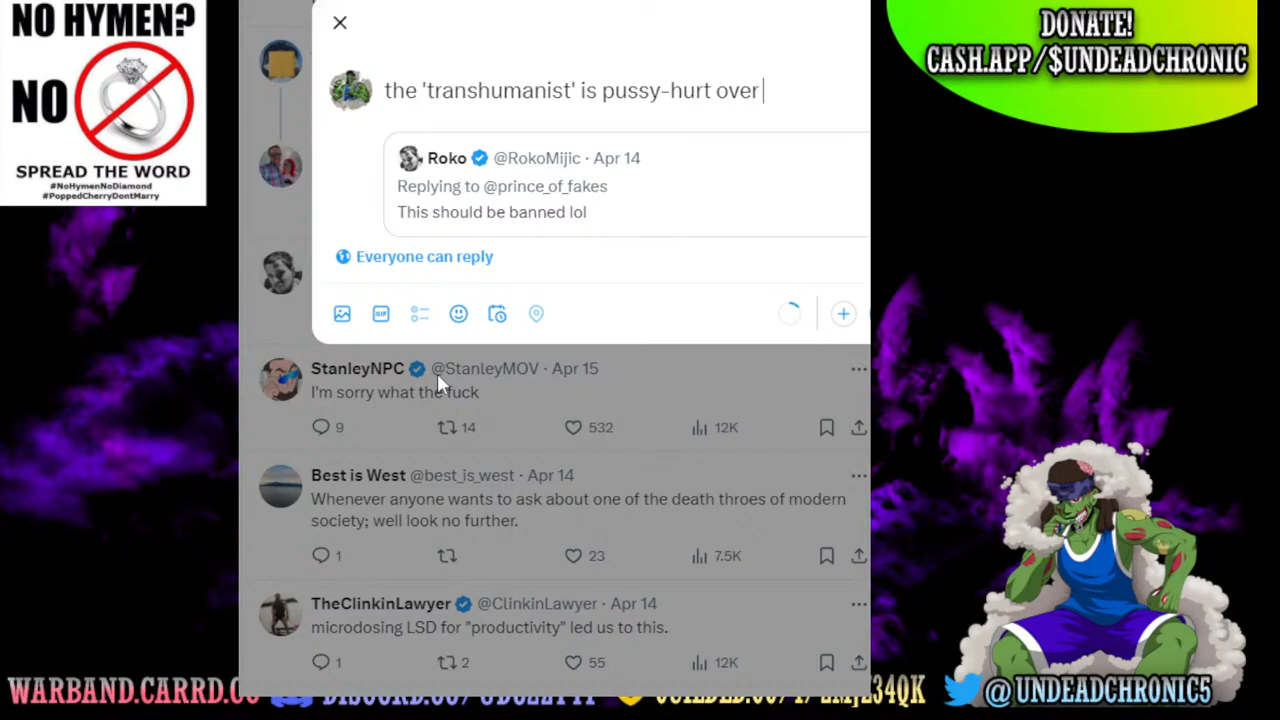 NO HYMEN?
NO
SPREAD THE WORD
#NoHymenNoDiamond
#PoppedCherryDontMarry
DONATE!
CASH.APP/$UNDEADCHRONIC
the 'transhumanist' is pussy-hurt over
Roko @RokoMijic · Apr 14
Replying to @prince_of_fakes
This should be banned lol
Everyone can reply
GIF
StanleyNPC @StanleyMOV · Apr 15
I'm sorry what the fuck
9 14 532 12K
Best is West @best_is_west · Apr 14
Whenever anyone wants to ask about one of the death throes of modern
society; well look no further.
1 23 7.5K
TheClinkinLawyer @ClinkinLawyer · Apr 14
microdosing LSD for "productivity" led us to this.
1 2 55 12K
WARBAND.CARRD.CO
@UNDEADCHRONIC5